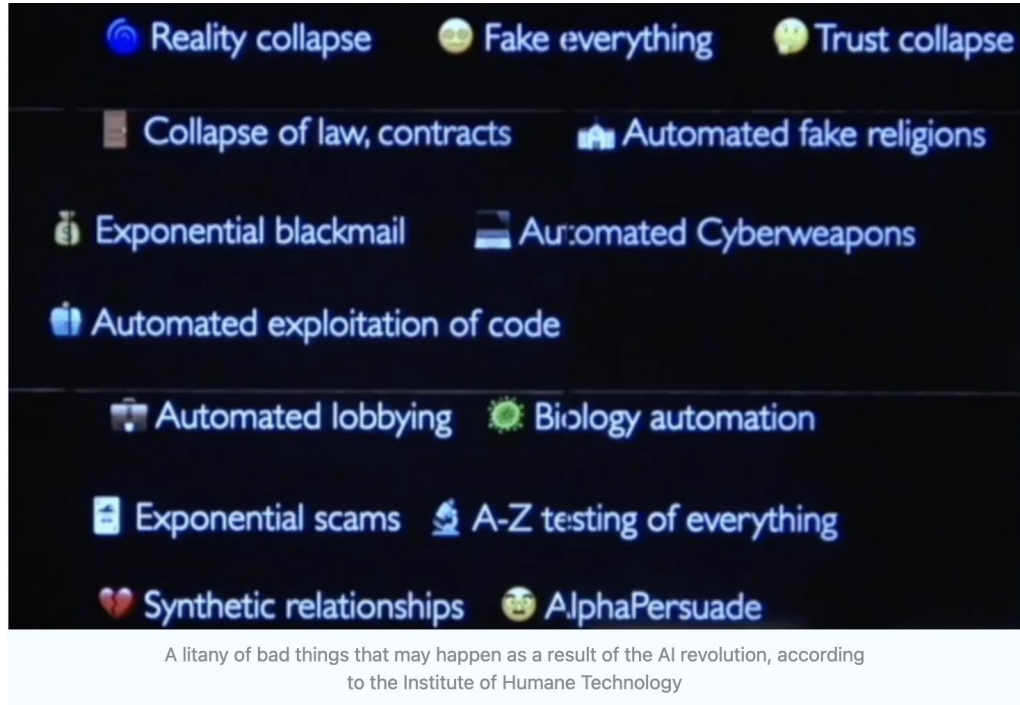 Reality collapse Fake everything Trust collapse
Collapse of law, contracts Automated fake religions
Exponential blackmail Automated Cyberweapons
Automated exploitation of code
Automated lobbying Biology automation
Exponential scams A-Z testing of everything
Synthetic relationships AlphaPersuade
A litany of bad things that may happen as a result of the AI revolution, according
to the Institute of Humane Technology